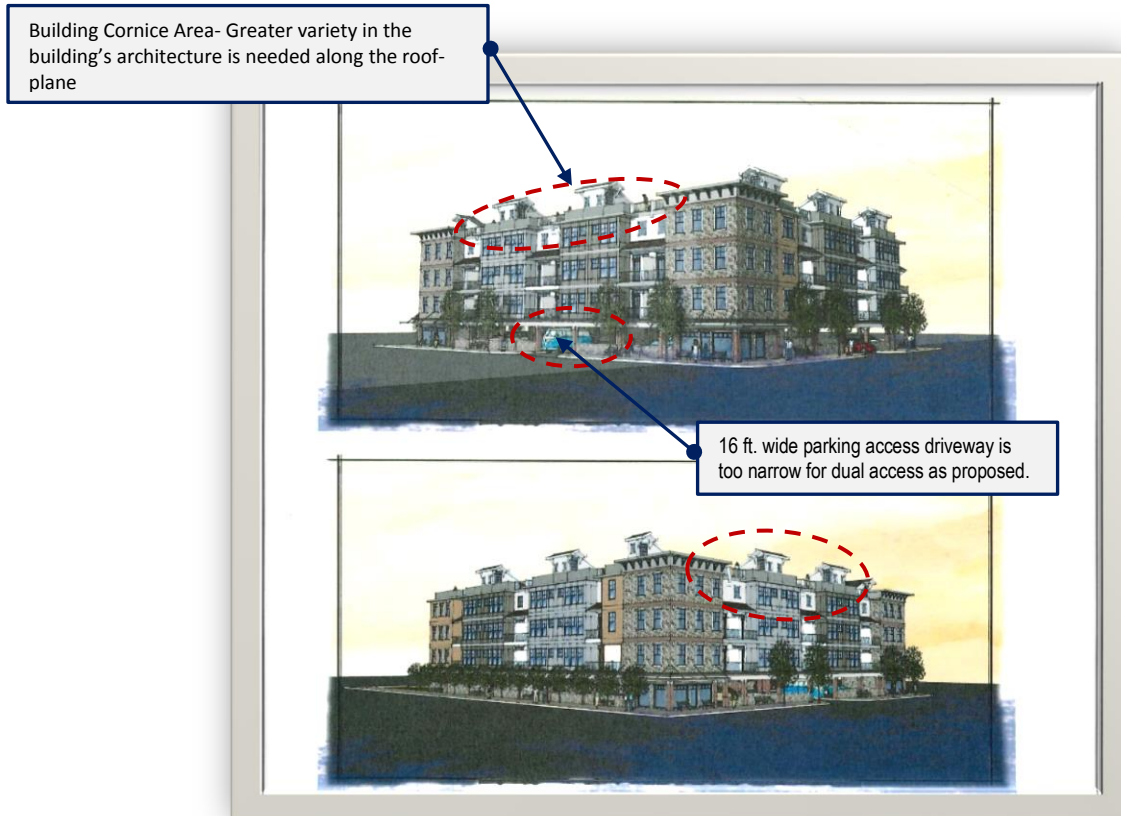 Building Cornice Area- Greater variety in the
building’s architecture is needed along the roof-
plane
16 ft. wide parking access driveway is
too narrow for dual access as proposed.